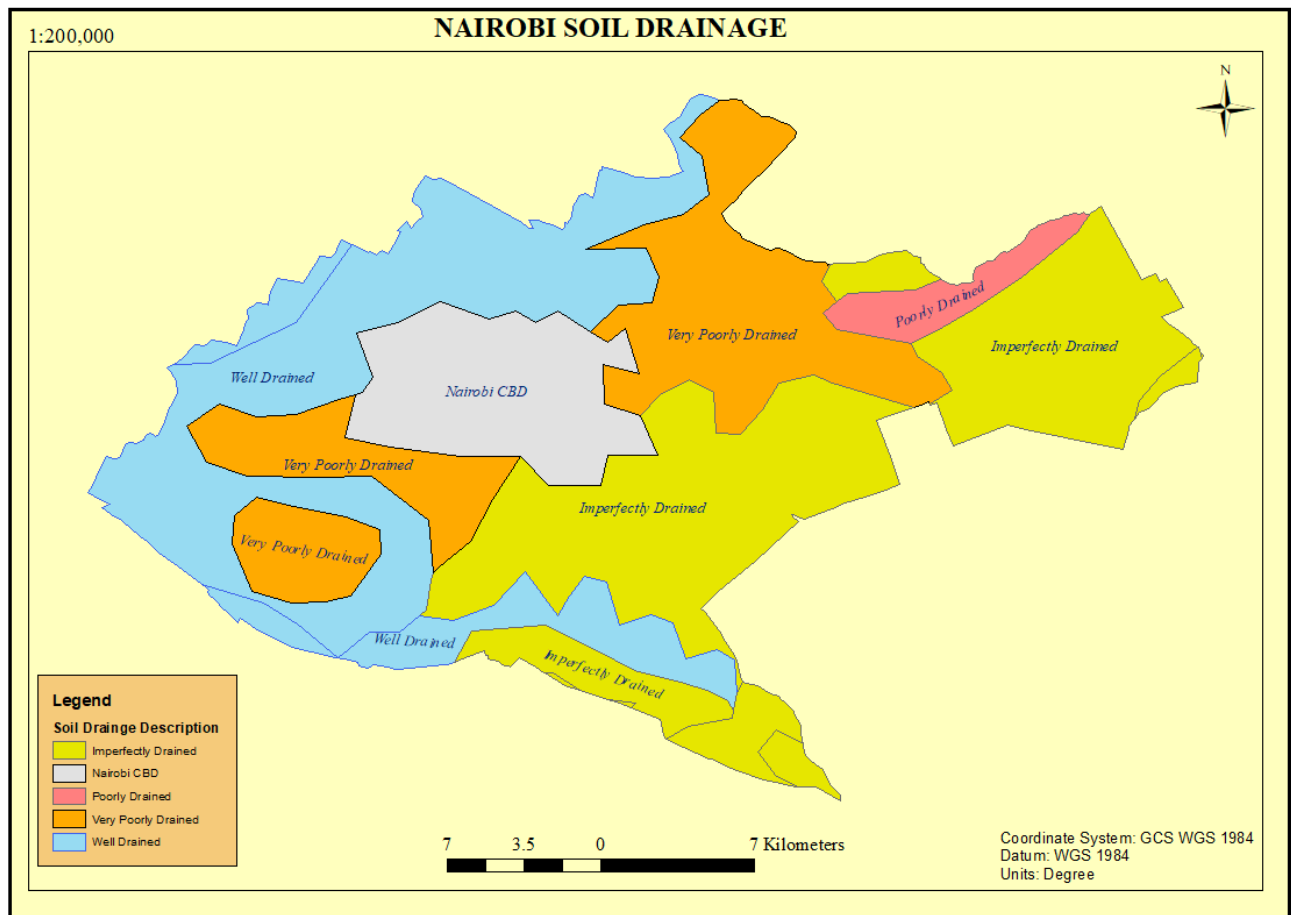 NAIROBI SOIL DRAINAGE
1:200,000
N
Poorly Drained
Very Poorly Drained
Imperfectly Drained
Well Drained
Nairobi CBD
Very Poorly Drained
Imperfectly Drained
Very Poorly Drained
Well Drained
Imperfectly Drained
Legend
Soil Drainge Description
Imperfectly Drained
Nairobi CBD
Poorly Drained
Very Poorly Drained
Well Drained
7 3.5 0 7 Kilometers
Coordinate System: GCS WGS 1984
Datum: WGS 1984
Units: Degree